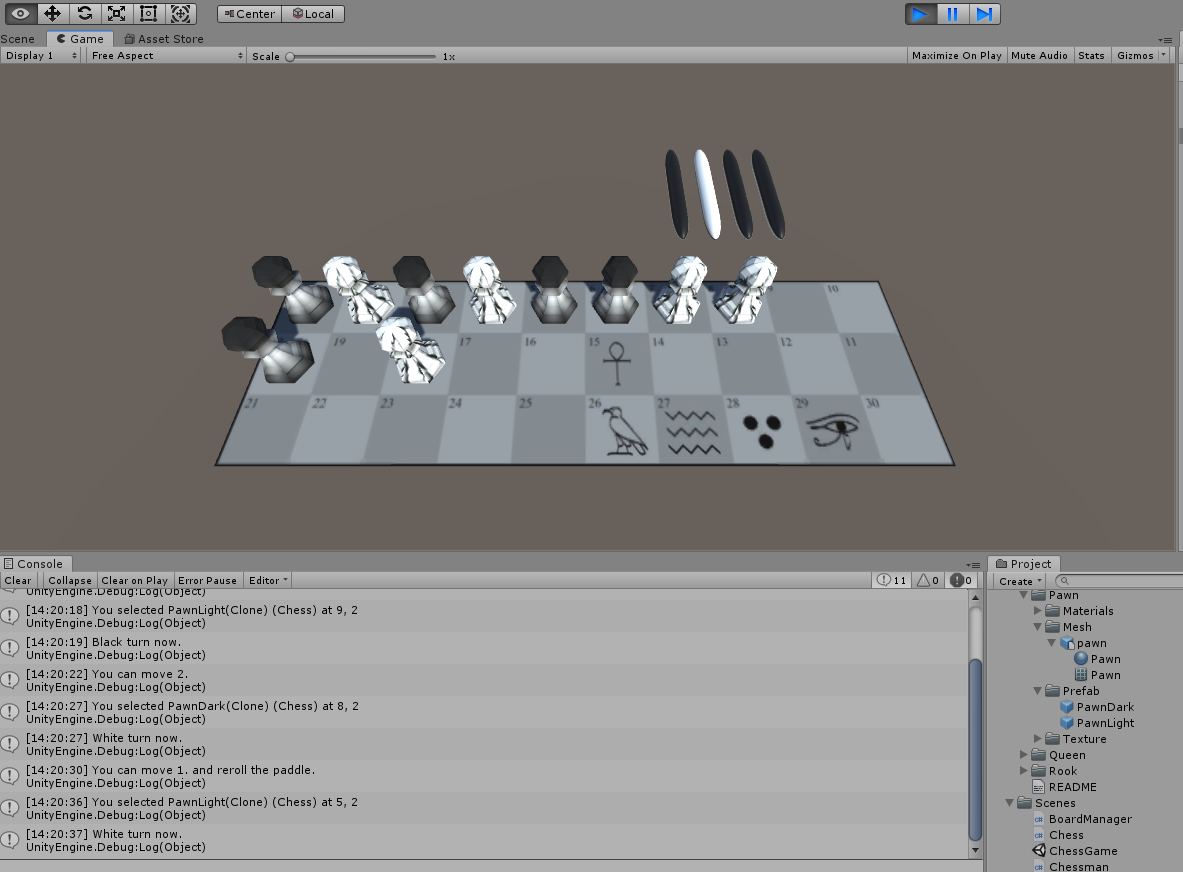 Center Local
Scene Game Asset Store
Display 1 Free Aspect Scale 1x Maximize On Play Mute Audio Stats Gizmos
10
19 17 16 15 14 13 12 11
21 22 23 24 25 26 27 28 29 30
Console
Clear Collapse Clear on Play Error Pause Editor 11 0 0
UnityEngine.Debug:Log(Object)
[14:20:18] You selected PawnLight(Clone) (Chess) at 9, 2
UnityEngine.Debug:Log(Object)
[14:20:19] Black turn now.
UnityEngine.Debug:Log(Object)
[14:20:22] You can move 2.
UnityEngine.Debug:Log(Object)
[14:20:27] You selected PawnDark(Clone) (Chess) at 8, 2
UnityEngine.Debug:Log(Object)
[14:20:27] White turn now.
UnityEngine.Debug:Log(Object)
[14:20:30] You can move 1. and reroll the paddle.
UnityEngine.Debug:Log(Object)
[14:20:36] You selected PawnLight(Clone) (Chess) at 5, 2
UnityEngine.Debug:Log(Object)
[14:20:37] White turn now.
UnityEngine.Debug:Log(Object)
Project
Create
Pawn
Materials
Mesh
pawn
Pawn
Pawn
Prefab
PawnDark
PawnLight
Texture
Queen
Rook
README
Scenes
BoardManager
Chess
ChessGame
Chessman